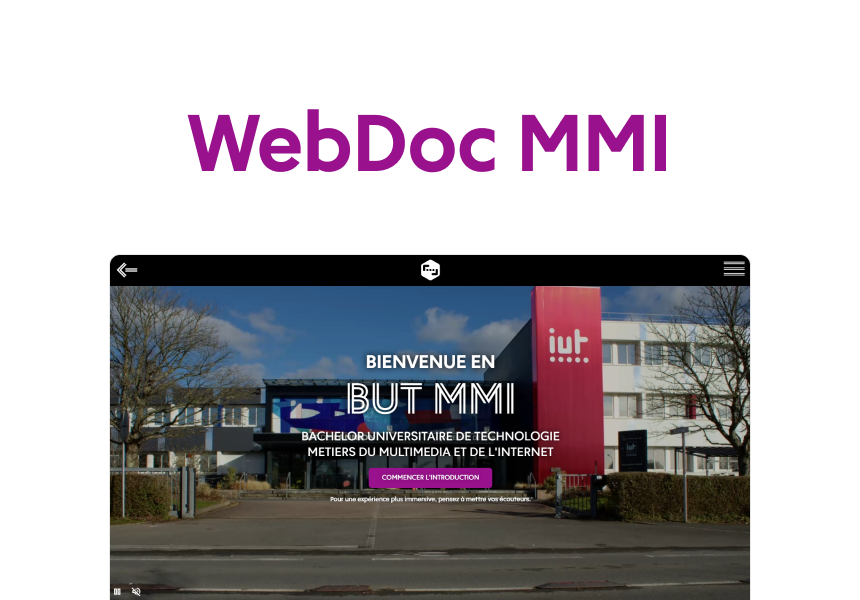 WebDoc MMI
iut
BIENVENUE EN
BUT MMI
BACHELOR UNIVERSITAIRE DE TECHNOLOGIE
METIERS DU MULTIMEDIA ET DE L'INTERNET
COMMENCER L'INTRODUCTION
Pour une expérience plus immersive, pensez à mettre vos écouteurs.